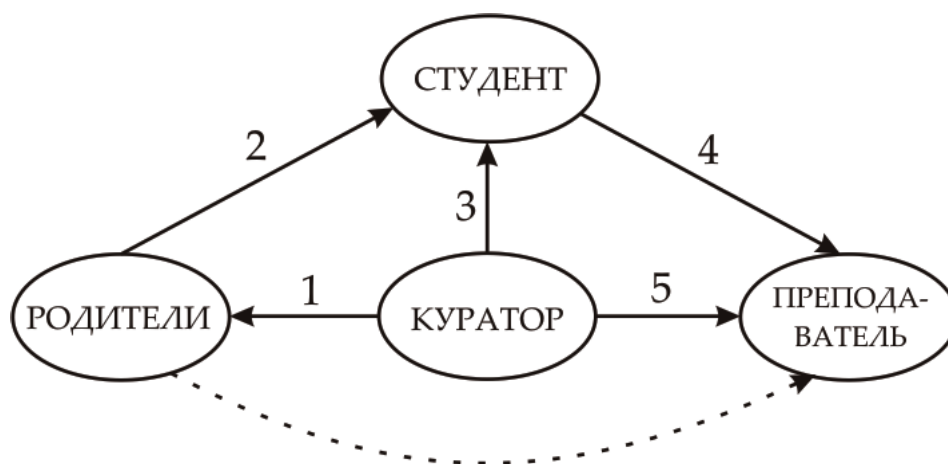 СТУДЕНТ
2
4
3
РОДИТЕЛИ
1
КУРАТОР
5
ПРЕПОДА-
ВАТЕЛЬ